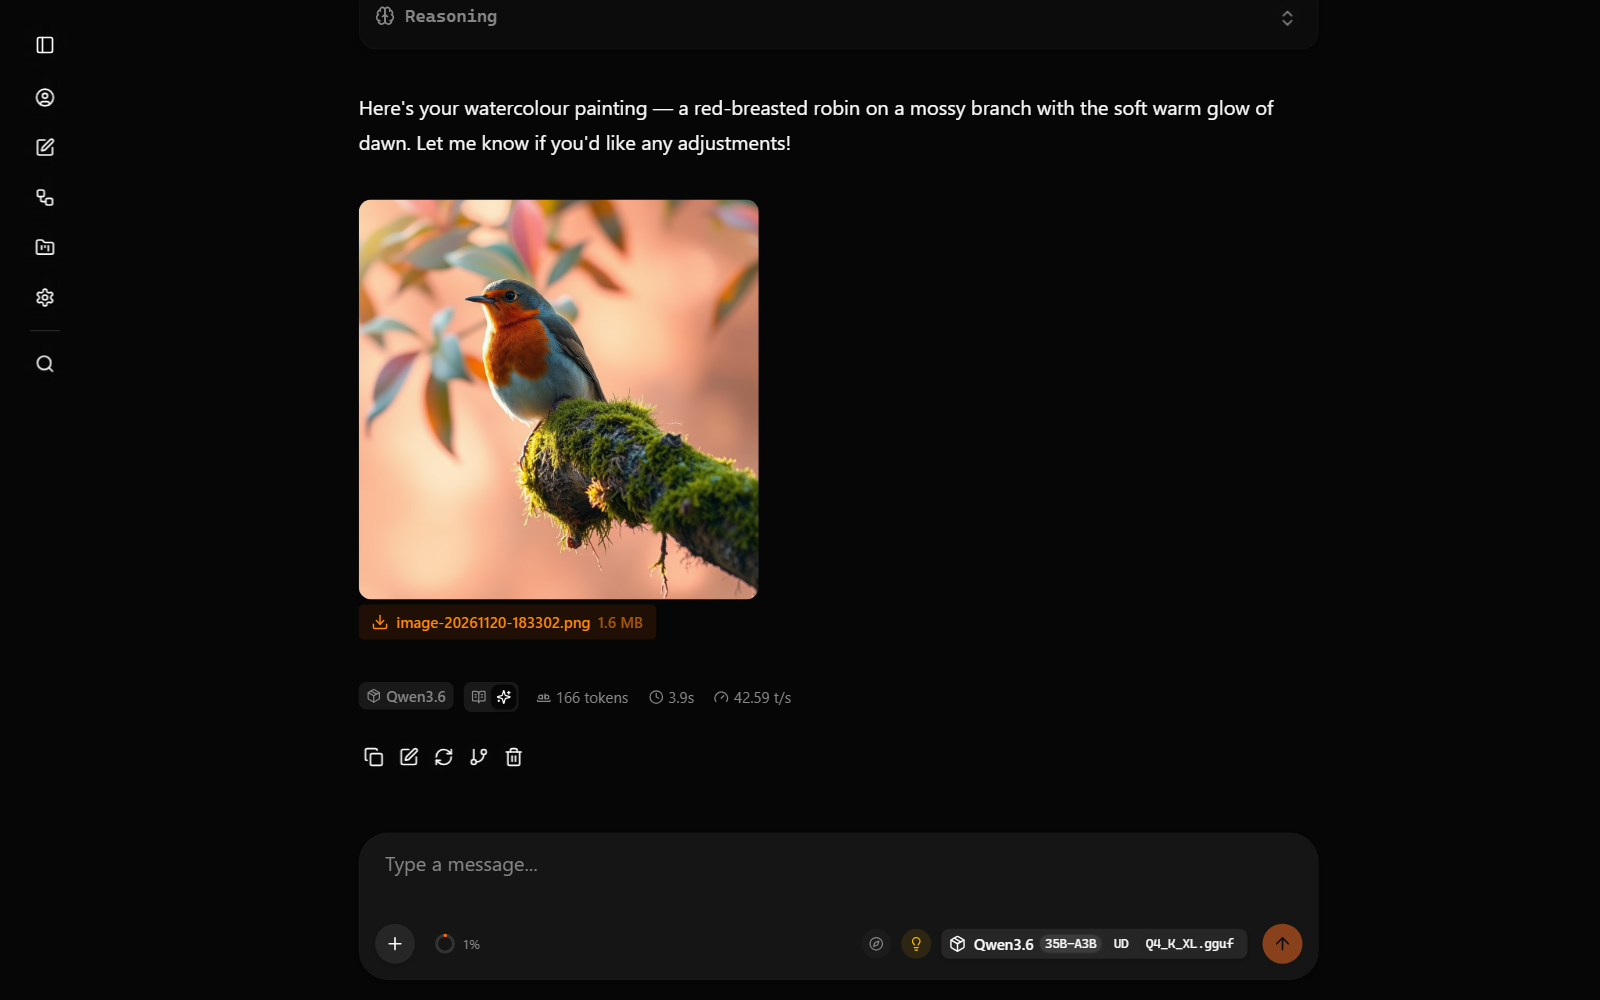 Reasoning
Here's your watercolour painting — a red-breasted robin on a mossy branch with the soft warm glow of
dawn. Let me know if you'd like any adjustments!
image-20261120-183302.png 1.6 MB
Qwen3.6 166 tokens 3.9s 42.59 t/s
Type a message...
1% Qwen3.6 35B-A3B UD Q4_K_XL.gguf